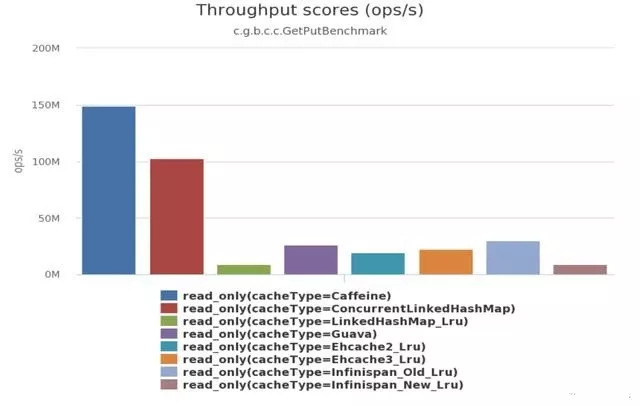 Throughput scores (ops/s)
c.g.b.c.c.GetPutBenchmark
200M
150M
100M
50M
0M
ops/s
read_only(cacheType=Caffeine)
read_only(cacheType=ConcurrentLinkedHashMap)
read_only(cacheType=LinkedHashMap_Lru)
read_only(cacheType=Guava)
read_only(cacheType=Ehcache2_Lru)
read_only(cacheType=Ehcache3_Lru)
read_only(cacheType=Infinispan_Old_Lru)
read_only(cacheType=Infinispan_New_Lru)